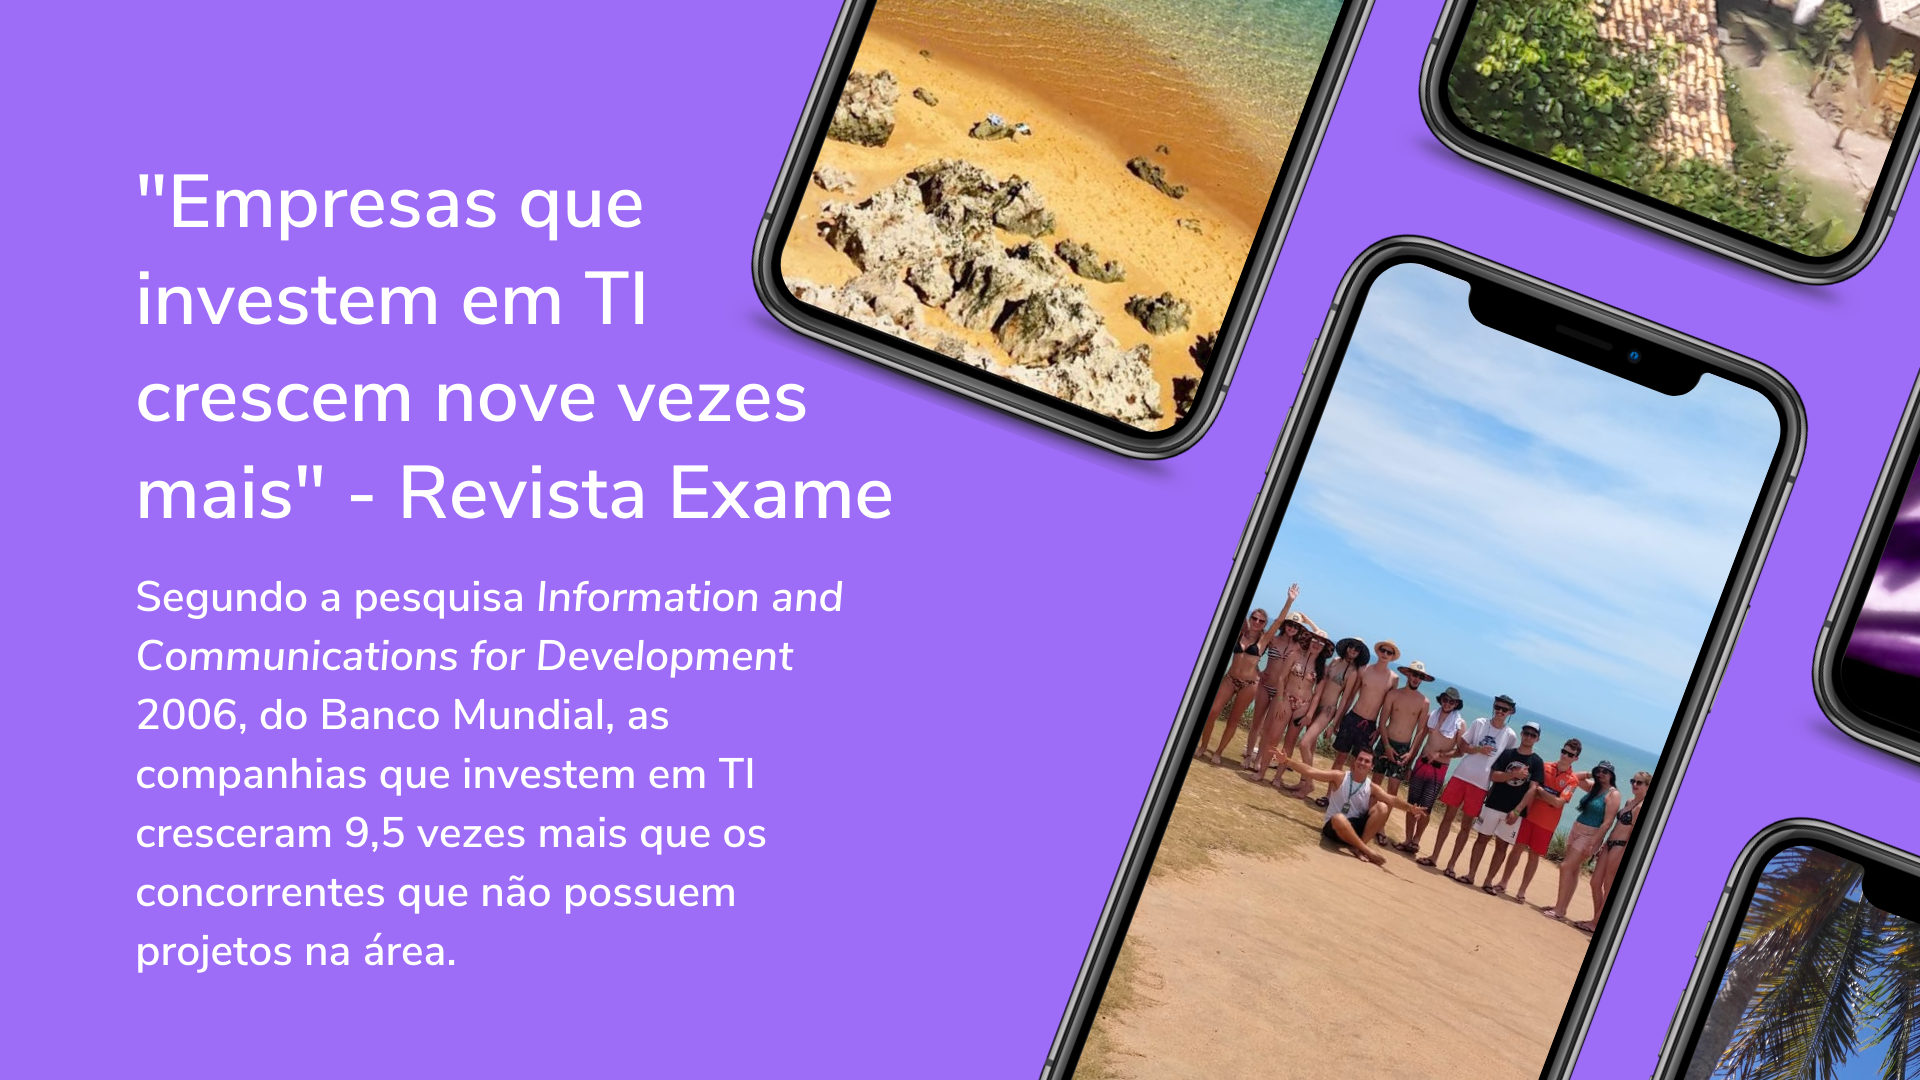 "Empresas que
investem em TI
crescem nove vezes
mais" - Revista Exame
Segundo a pesquisa Information and
Communications for Development
2006, do Banco Mundial, as
companhias que investem em TI
cresceram 9,5 vezes mais que os
concorrentes que não possuem
projetos na área.